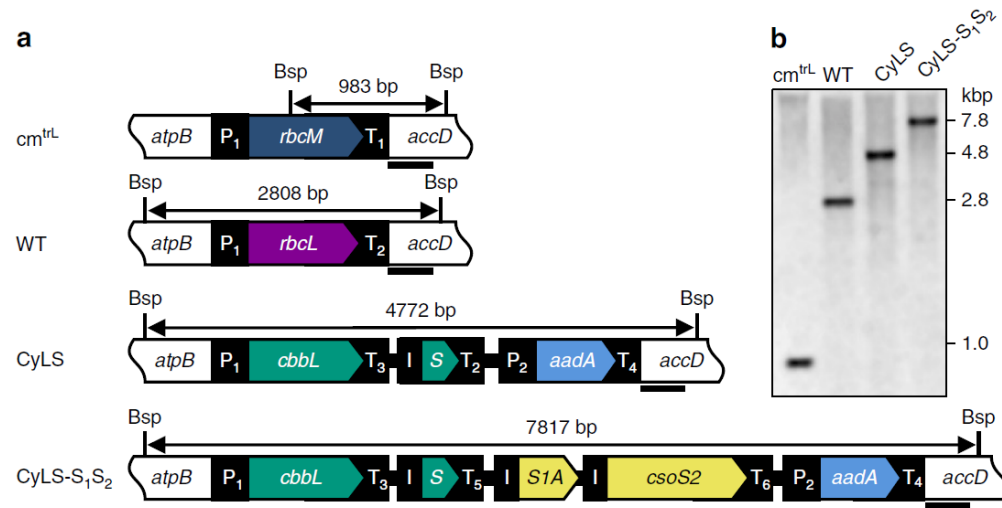 a
Bsp
Bsp
983 bp
cm^trL
atpB P₁ rbcM T₁ accD
Bsp
Bsp
2808 bp
WT
atpB P₁ rbcL T₂ accD
Bsp
Bsp
4772 bp
CyLS
atpB P₁ cbbL T₃ I S T₂ P₂ aadA T₄ accD
Bsp
Bsp
7817 bp
CyLS-S₁S₂
atpB P₁ cbbL T₃ I S T₅ I S1A I csoS2 T₆ P₂ aadA T₄ accD
b
cm^trL WT CyLS CyLS-S₁S₂
kbp
7.8
4.8
2.8
1.0